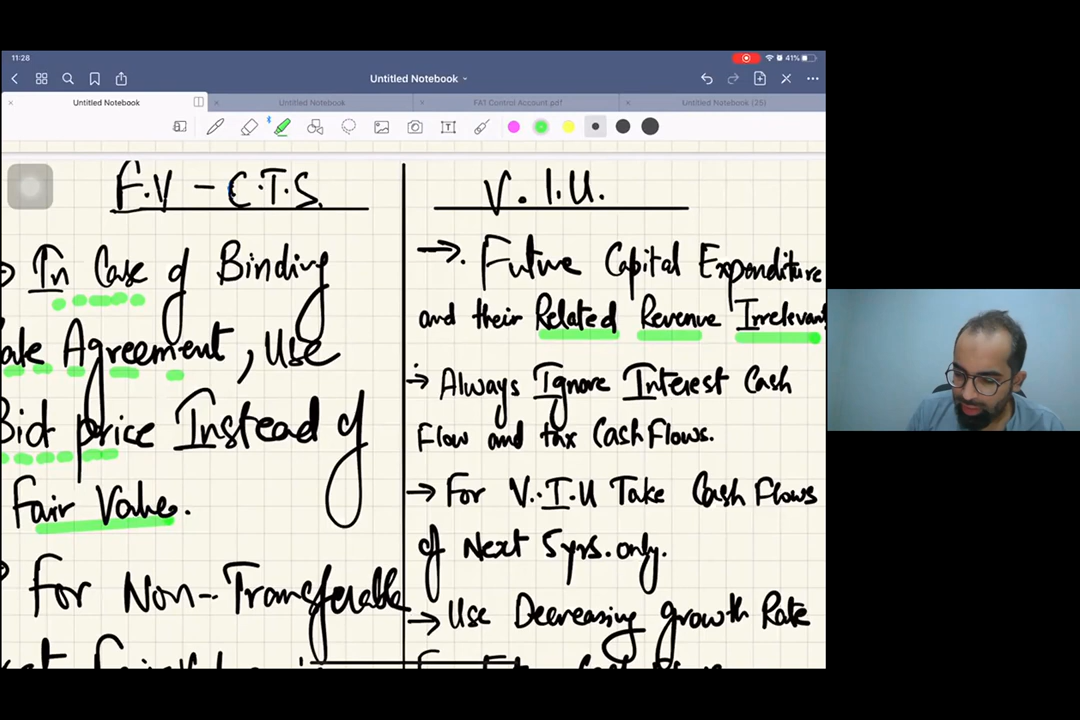 11:28
41%
Untitled Notebook
Untitled Notebook
Untitled Notebook
FA1 Control Account.pdf
Untitled Notebook (25)
F.V - C.T.S.
In Case of Binding
ale Agreement, Use
Bid price Instead of
Fair Value.
For Non-Transferable
V.I.U.
→. Future Capital Expenditure
and their Related Revenue Irrelevant
→ Always Ignore Interest Cash
Flow and tax Cash Flows.
→ For V.I.U Take Cash Flows
of Next 5yrs. only.
→ Use Decreasing growth Rate